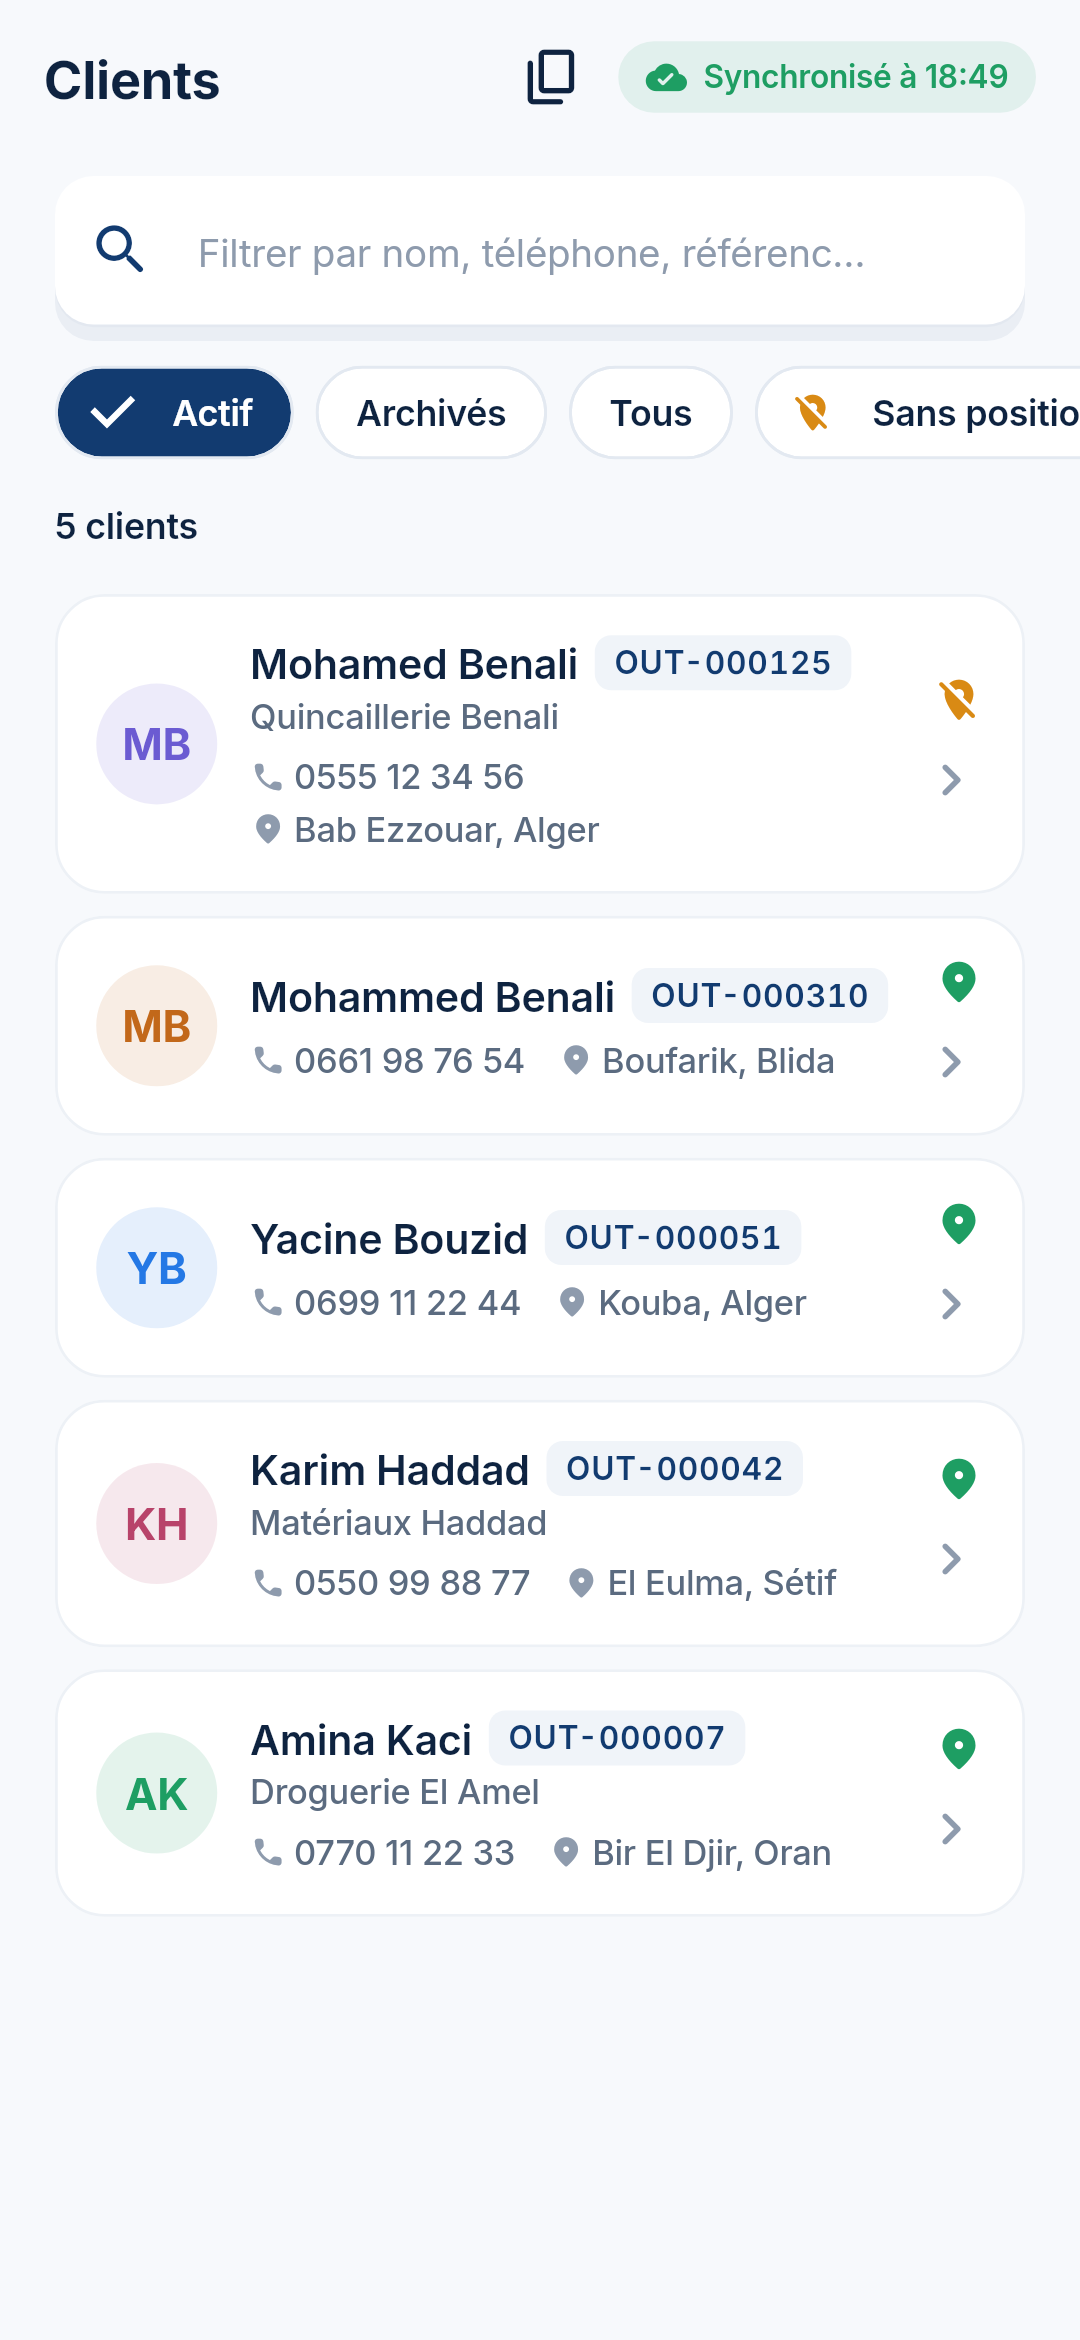 Clients
Synchronisé à 18:49
Filtrer par nom, téléphone, référenc...
Actif Archivés Tous Sans positio
5 clients
MB
Mohamed Benali OUT-000125
Quincaillerie Benali
0555 12 34 56
Bab Ezzouar, Alger
MB
Mohammed Benali OUT-000310
0661 98 76 54 Boufarik, Blida
YB
Yacine Bouzid OUT-000051
0699 11 22 44 Kouba, Alger
KH
Karim Haddad OUT-000042
Matériaux Haddad
0550 99 88 77 El Eulma, Sétif
AK
Amina Kaci OUT-000007
Droguerie El Amel
0770 11 22 33 Bir El Djir, Oran